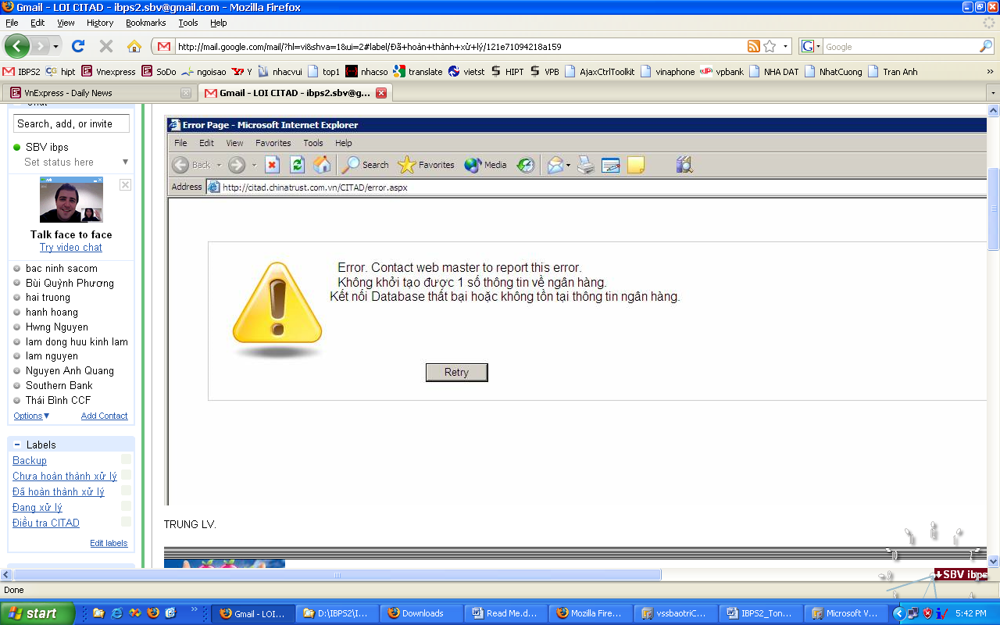 Gmail - LOI CITAD - ibps2.sbv@gmail.com - Mozilla Firefox
File Edit View History Bookmarks Tools Help
http://mail.google.com/mail/?hl=vi&shva=1&ui=2#label/Đã+hoàn+thành+xử+lý/121e71094218a159
Google
IBPS2 hipt Vnexpress SoDo ngoisao Y nhacvui top1 nhacso translate vietst HIPT VPB AjaxCtrlToolkit vinaphone vpbank NHA DAT NhatCuong Tran Anh
VnExpress - Daily News
Gmail - LOI CITAD - ibps2.sbv@g...
Search, add, or invite
SBV ibps
Set status here
Talk face to face
Try video chat
bac ninh sacom
Bùi Quỳnh Phương
hai truong
hanh hoang
Hwng Nguyen
lam dong huu kinh lam
lam nguyen
Nguyen Anh Quang
Southern Bank
Thái Bình CCF
Options Add Contact
Labels
Backup
Chưa hoàn thành xử lý
Đã hoàn thành xử lý
Đang xử lý
Điều tra CITAD
Edit labels
Error Page - Microsoft Internet Explorer
File Edit View Favorites Tools Help
Back Search Favorites Media
Address http://citad.chinatrust.com.vn/CITAD/error.aspx
Error. Contact web master to report this error.
Không khởi tạo được 1 số thông tin về ngân hàng.
Kết nối Database thất bại hoặc không tồn tại thông tin ngân hàng.
Retry
TRUNG LV.
SBV ibps
Done
start Gmail - LOI... D:\IBPS2\I... Downloads Read Me.d... Mozilla Fire... vssbaotriC... IBPS2_Ton... Microsoft V... 5:42 PM